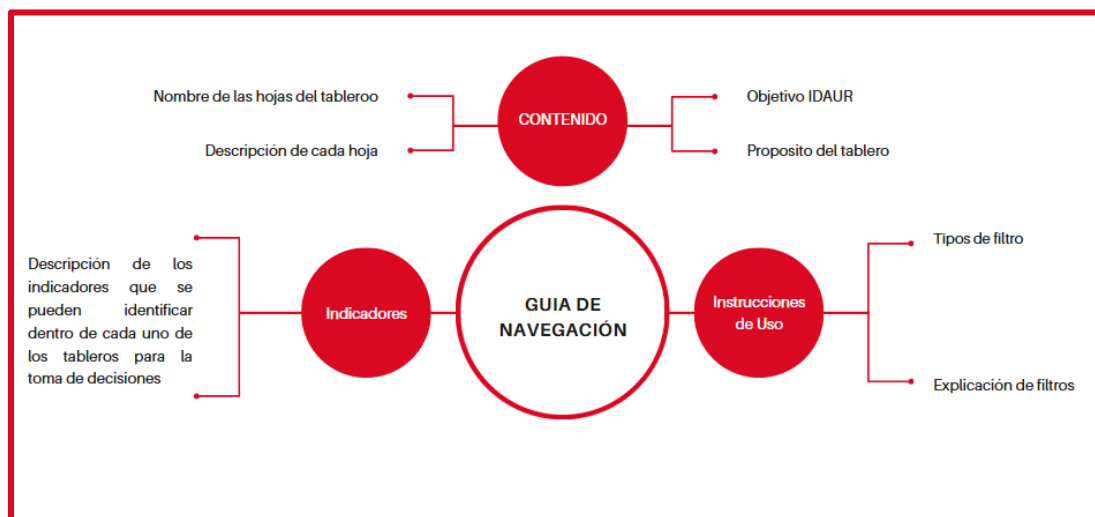 Nombre de las hojas del tableroo
Descripción de cada hoja
CONTENIDO
Objetivo IDAUR
Proposito del tablero
Descripción de los
indicadores que se
pueden identificar
dentro de cada uno de
los tableros para la
toma de decisiones
Indicadores
GUIA DE
NAVEGACIÓN
Instrucciones
de Uso
Tipos de filtro
Explicación de filtros